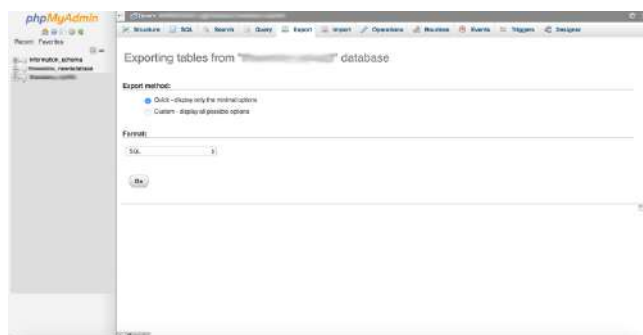 phpMyAdmin
Recent Favorites
information_schema
Structure SQL Search Query Export Import Operations Routines Events Triggers Designer
Exporting tables from " " database
Export method:
Quick - display only the minimal options
Custom - display all possible options
Format:
SQL
Go